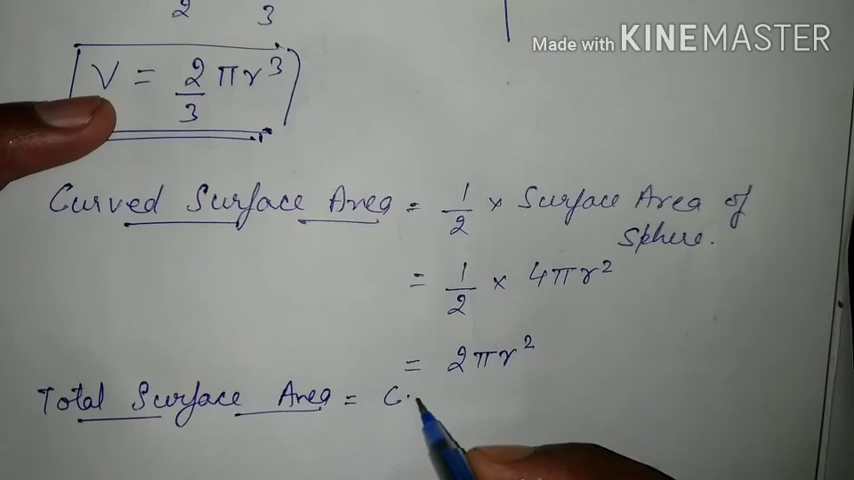 2 3
Made with KINEMASTER
V = 2/3 πr³
Curved Surface Area = 1/2 × Surface Area of
Sphere.
= 1/2 × 4πr²
= 2πr²
Total Surface Area = C.